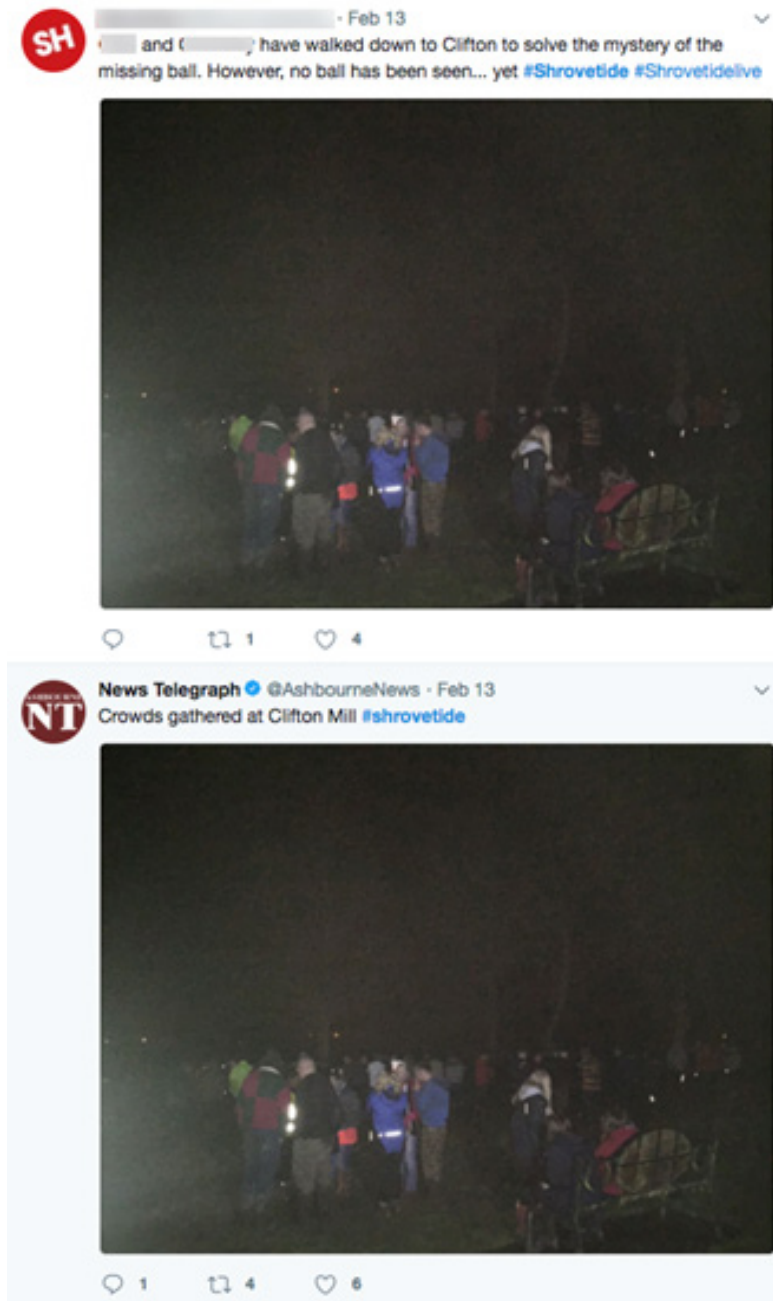 SH
· Feb 13
and have walked down to Clifton to solve the mystery of the
missing ball. However, no ball has been seen... yet #Shrovetide #Shrovetidelive
1 4
NT
News Telegraph @AshbourneNews · Feb 13
Crowds gathered at Clifton Mill #shrovetide
1 4 6